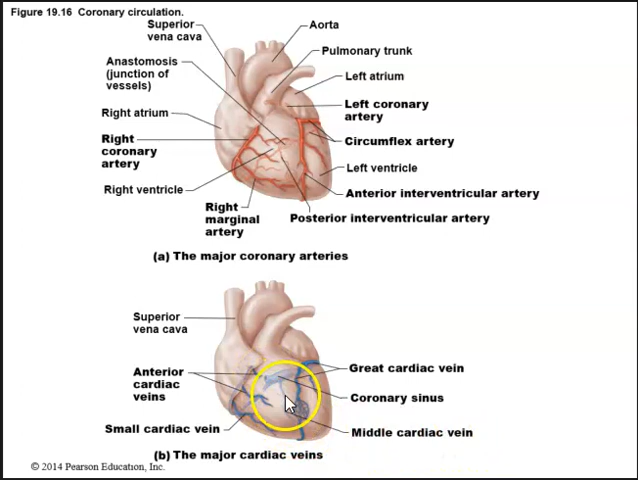 Figure 19.16 Coronary circulation.
Superior
vena cava
Aorta
Pulmonary trunk
Anastomosis
(junction of
vessels)
Left atrium
Left coronary
artery
Right atrium
Right
coronary
artery
Circumflex artery
Left ventricle
Right ventricle
Anterior interventricular artery
Right
marginal
artery
Posterior interventricular artery
(a) The major coronary arteries
Superior
vena cava
Anterior
cardiac
veins
Great cardiac vein
Coronary sinus
Small cardiac vein
Middle cardiac vein
(b) The major cardiac veins
© 2014 Pearson Education, Inc.